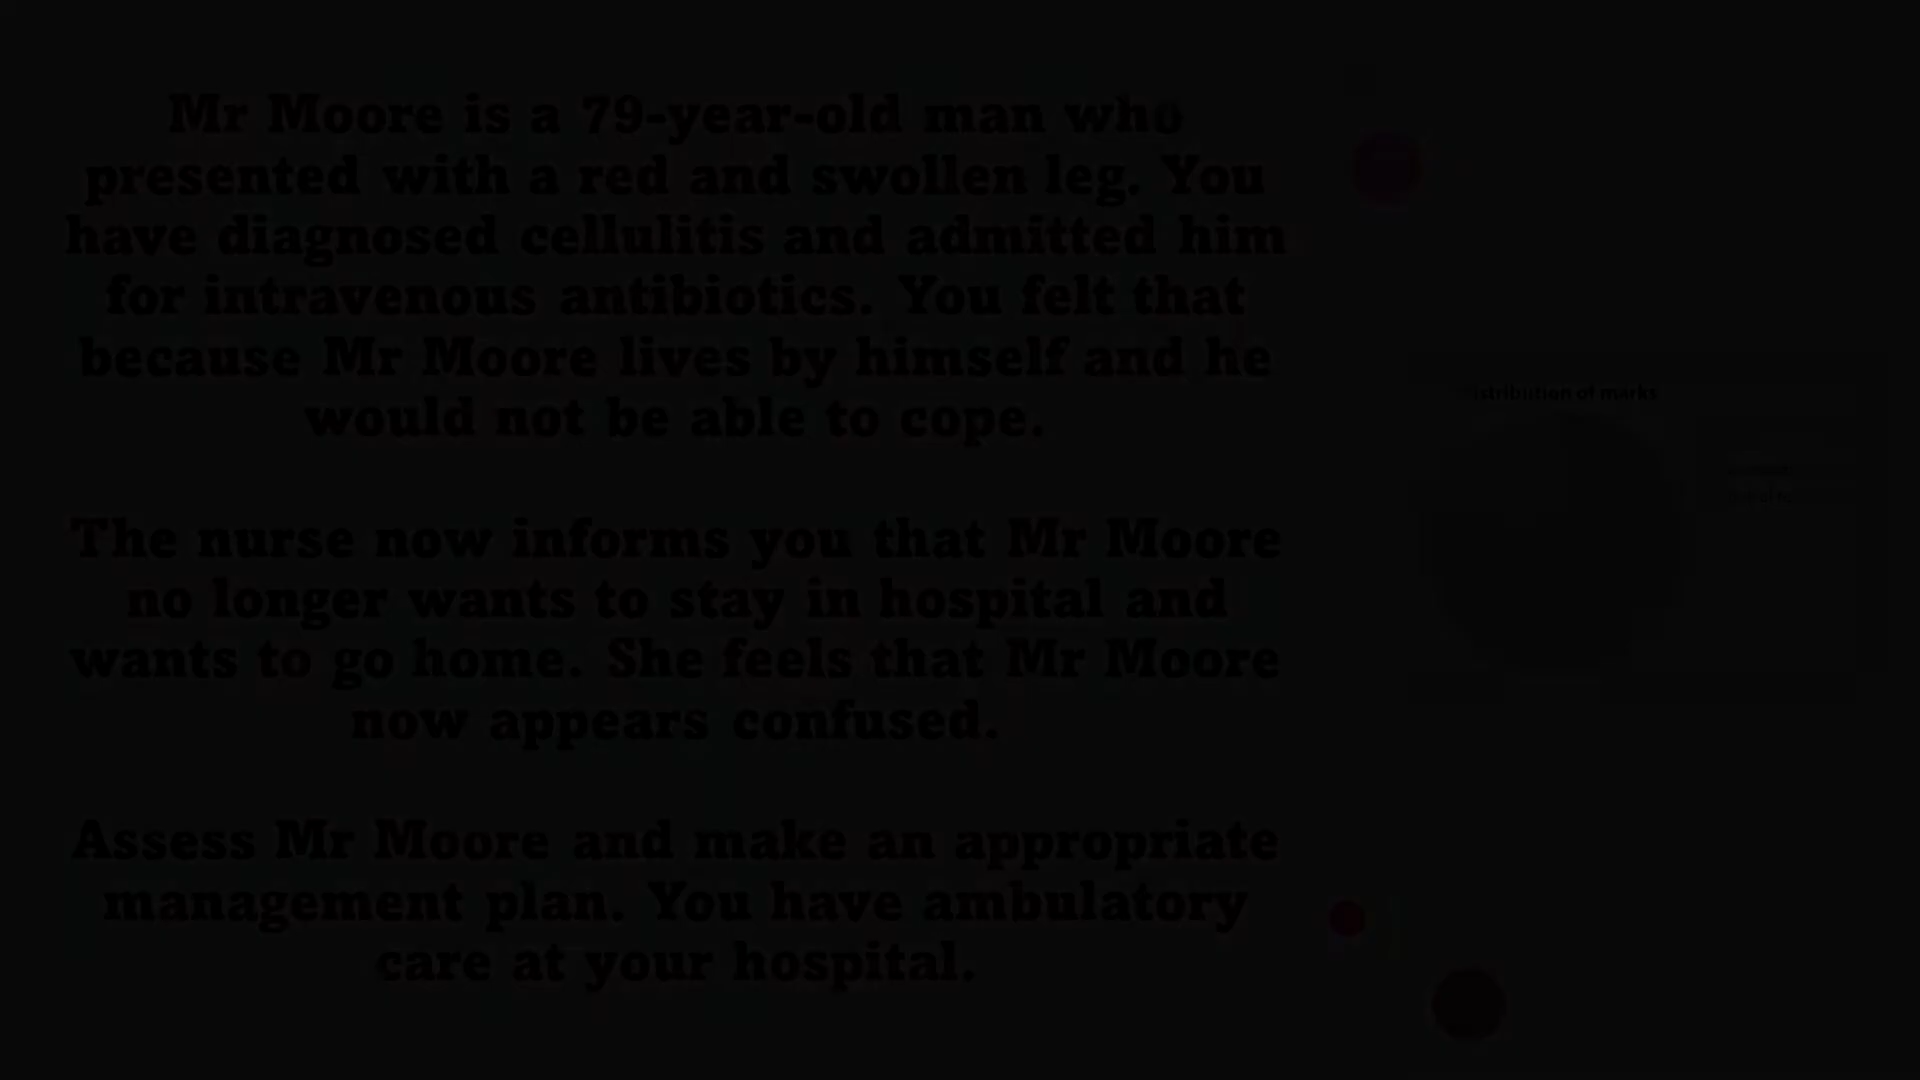 Mr Moore is a 79-year-old man who
presented with a red and swollen leg. You
have diagnosed cellulitis and admitted him
for intravenous antibiotics. You felt that
because Mr Moore lives by himself and he
would not be able to cope.
The nurse now informs you that Mr Moore
no longer wants to stay in hospital and
wants to go home. She feels that Mr Moore
now appears confused.
Assess Mr Moore and make an appropriate
management plan. You have ambulatory
care at your hospital.
of marks